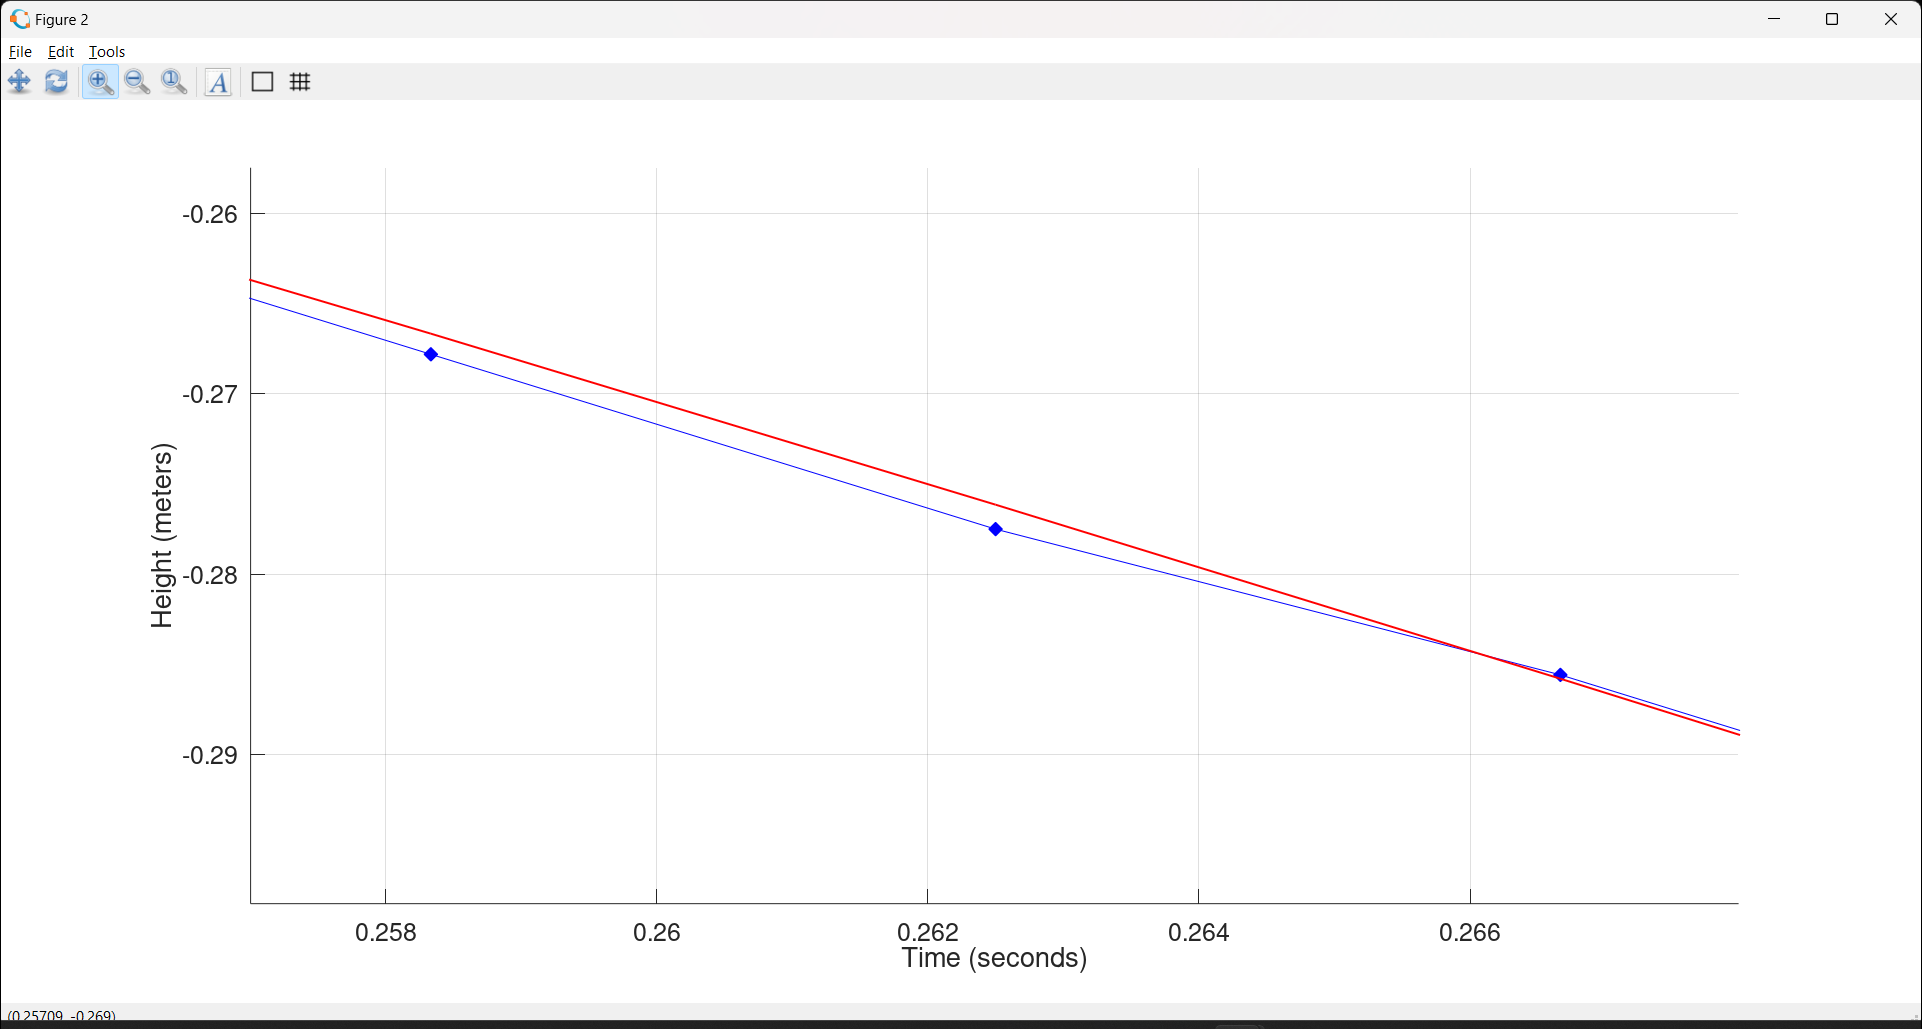 Figure 2
File Edit Tools
1 A
-0.26
-0.27
-0.28
-0.29
Height (meters)
0.258 0.26 0.262 0.264 0.266
Time (seconds)
(0.25709, -0.269)